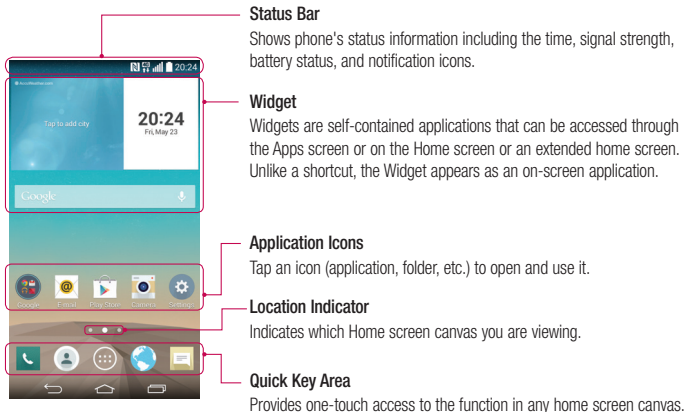 Status Bar
Shows phone's status information including the time, signal strength,
battery status, and notification icons.
20:24
AccuWeather.com
Tap to add city
20:24
Fri, May 23
Google
Widget
Widgets are self-contained applications that can be accessed through
the Apps screen or on the Home screen or an extended home screen.
Unlike a shortcut, the Widget appears as an on-screen application.
Application Icons
Tap an icon (application, folder, etc.) to open and use it.
Google Email Play Store Camera Settings
Location Indicator
Indicates which Home screen canvas you are viewing.
Quick Key Area
Provides one-touch access to the function in any home screen canvas.